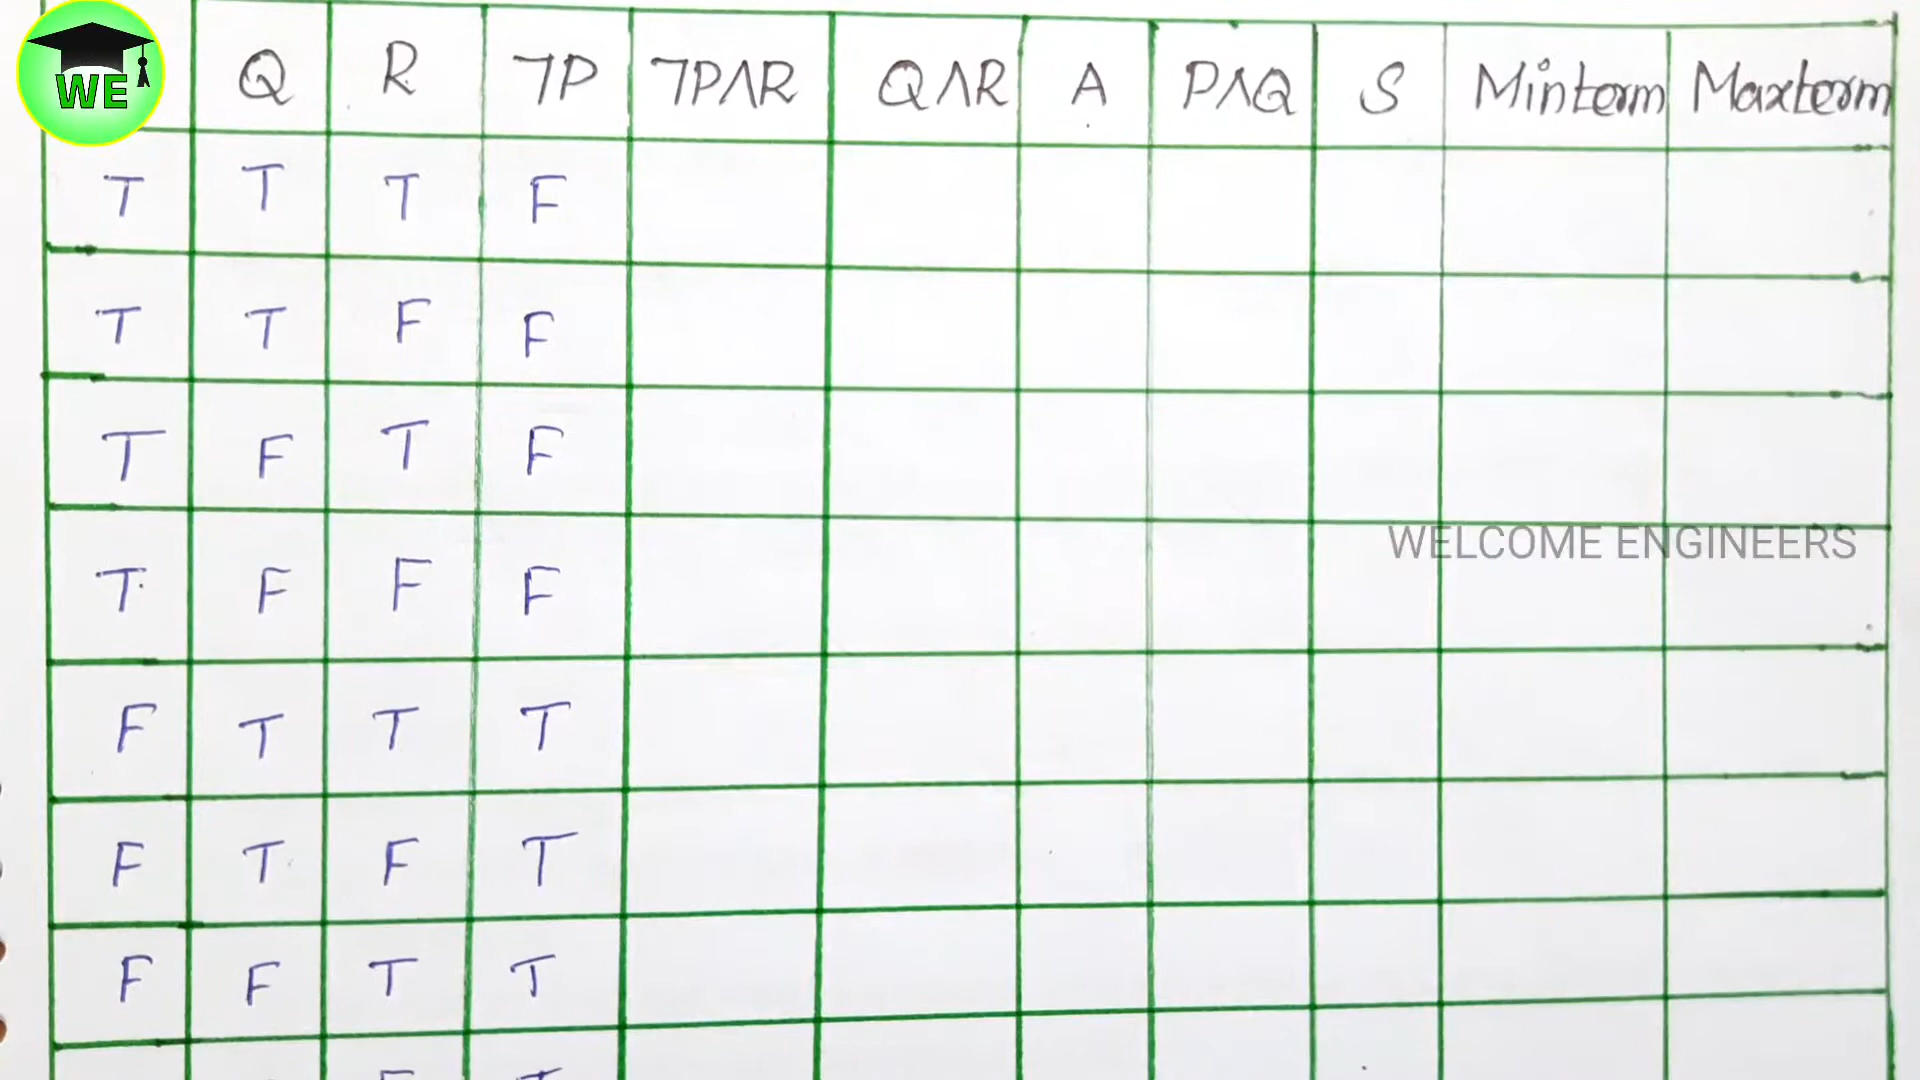 WE Q R ¬P ¬P∧R Q∧R A P∧Q S Minterm Maxterm
T T T F
T T F F
T F T F
WELCOME ENGINEERS
T F F F
F T T T
F T F T
F F T T